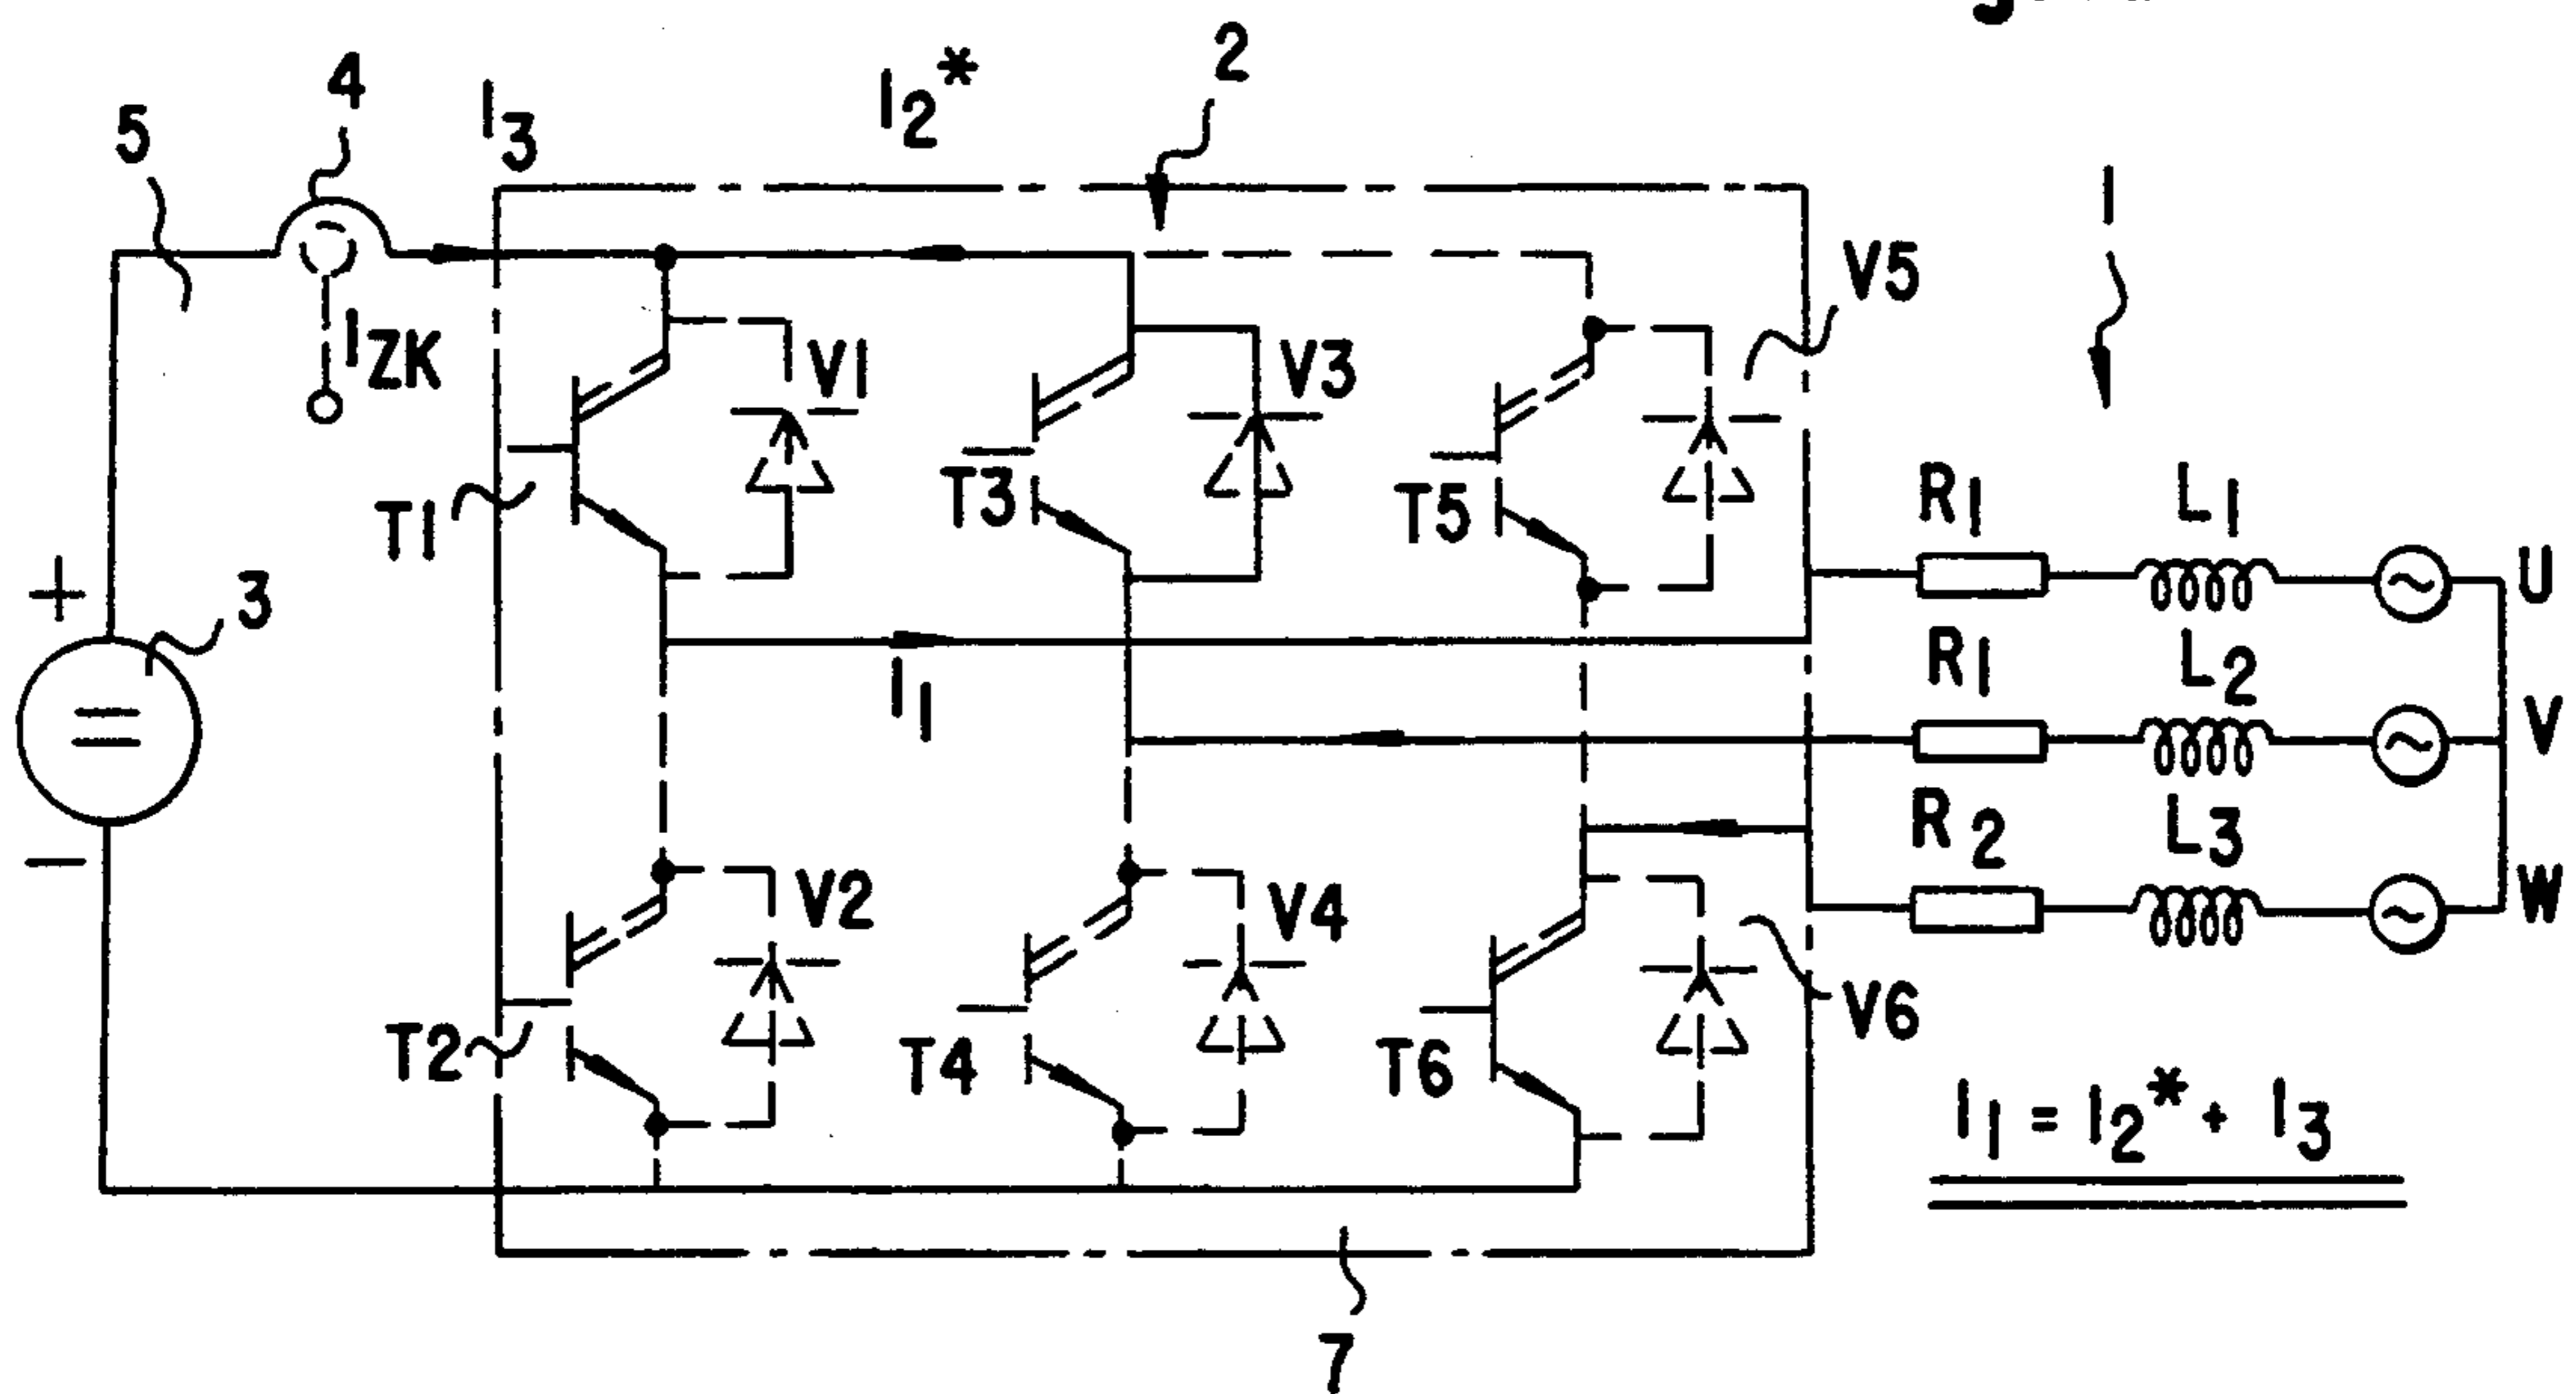 4
I3
I2*
2
5
1
V5
IZK
V1
V3
T1
T3
T5
R1
L1
U
+
3
I1
R1
L2
V
R2
L3
W
−
V2
V4
V6
T2
T4
T6
I1 = I2* + I3
7